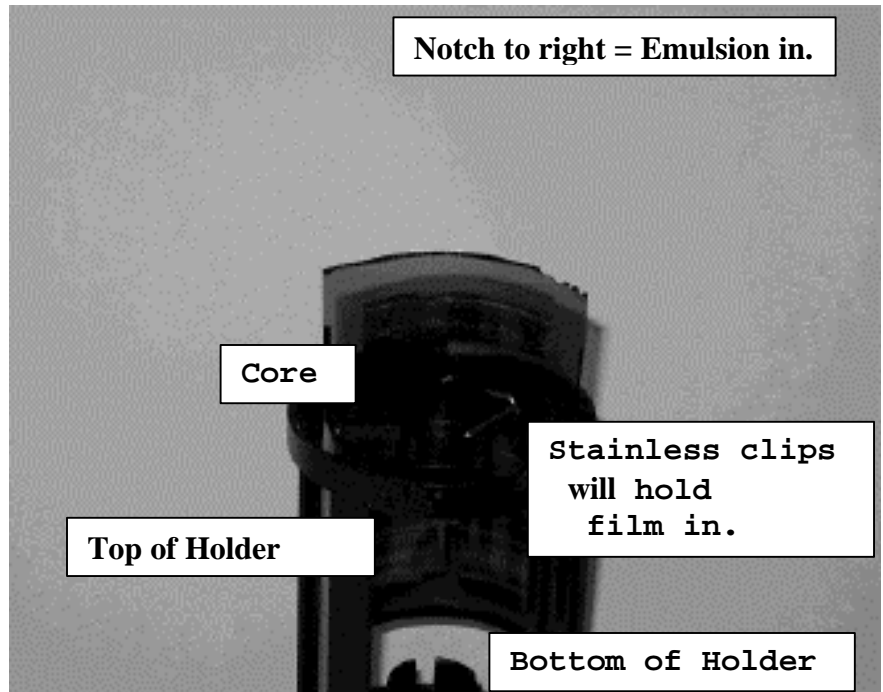 Notch to right = Emulsion in.
Core
Stainless clips
will hold
film in.
Top of Holder
Bottom of Holder